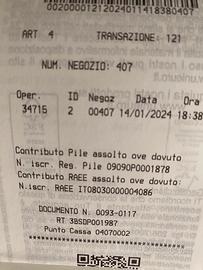 00200001212024011418380407
ART 4 TRANSAZIONE: 121
NUM. NEGOZIO: 407
Oper. ID Negoz Data Ora
34715 2 00407 14/01/2024 18:38
Contributo Pile assolto ove dovuto
N. iscr. Reg. Pile 09090P0001878
Contributo RAEE assolto ove dovuto:
N. iscr. RAEE IT08030000004086
DOCUMENTO N. 0093-0117
RT 3BSDP001987
Punto Cassa 04070002